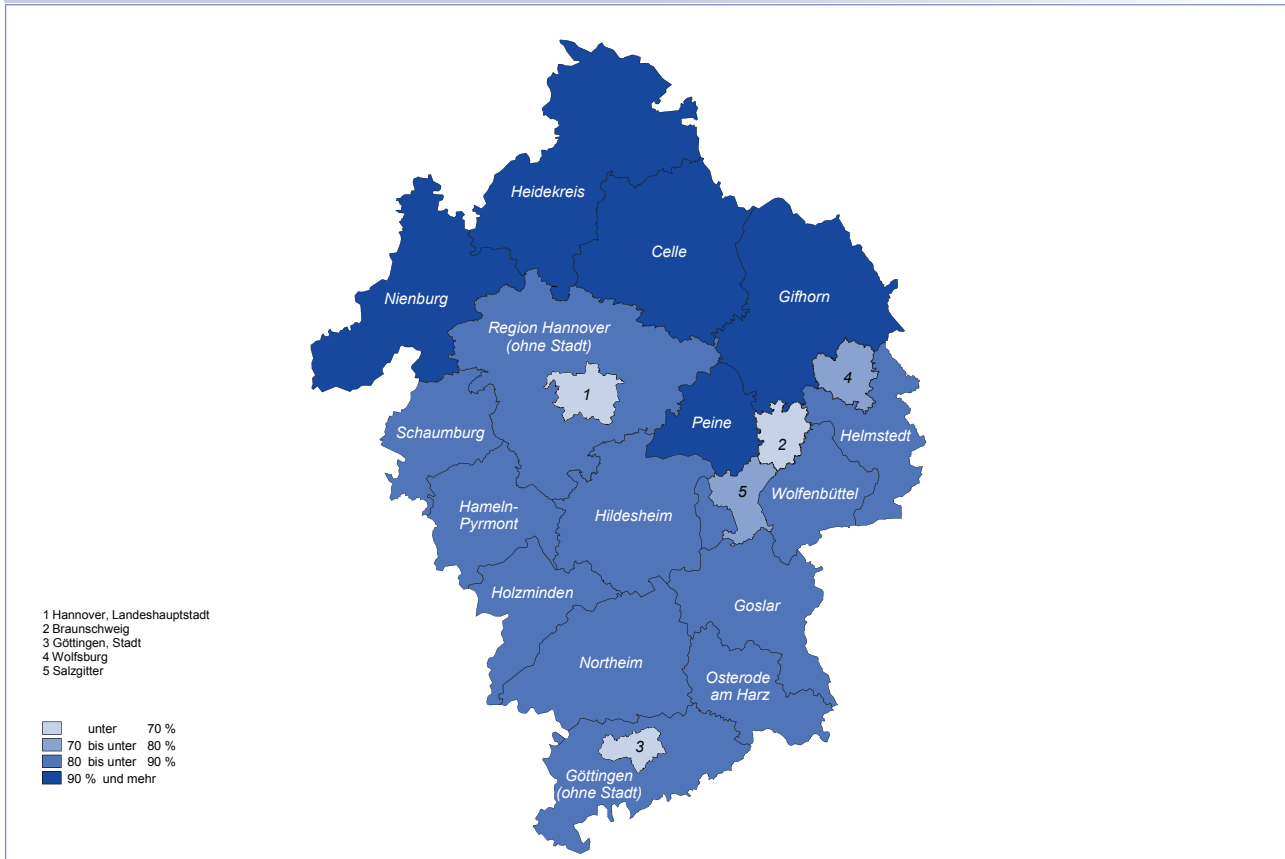 Heidekreis
Celle
Nienburg
Gifhorn
Region Hannover
(ohne Stadt)
1
4
Peine
Schaumburg
2
Helmstedt
5
Wolfenbüttel
Hameln-
Pyrmont
Hildesheim
Holzminden
Goslar
Northeim
Osterode
am Harz
3
Göttingen
(ohne Stadt)
1 Hannover, Landeshauptstadt
2 Braunschweig
3 Göttingen, Stadt
4 Wolfsburg
5 Salzgitter
unter 70 %
70 bis unter 80 %
80 bis unter 90 %
90 % und mehr